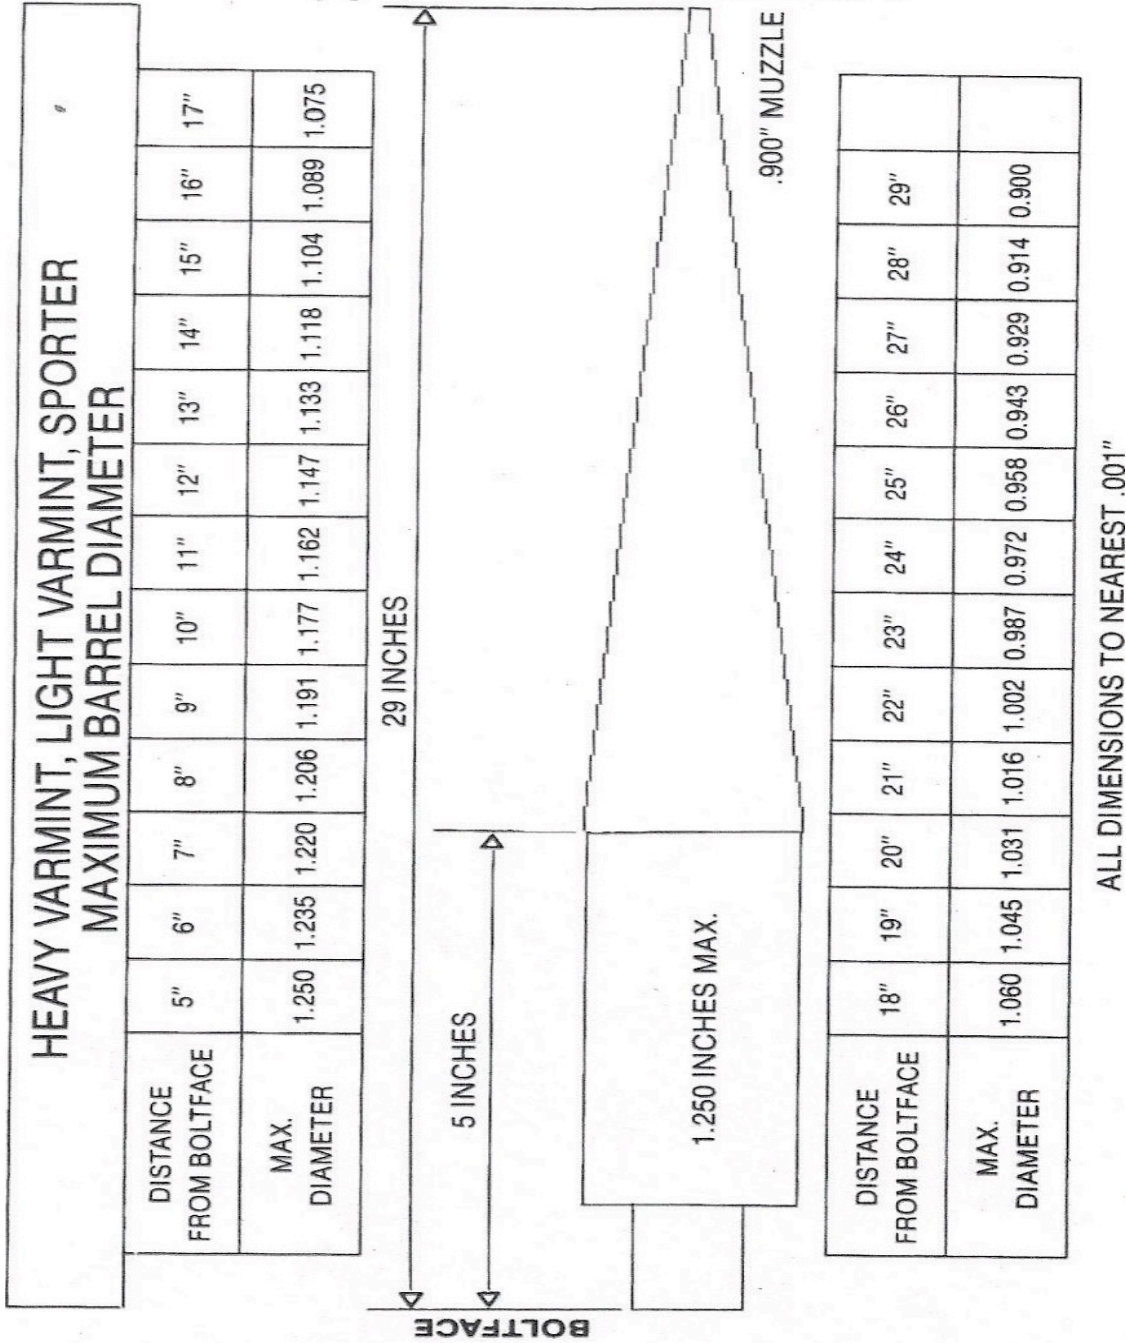 HEAVY VARMINT, LIGHT VARMINT, SPORTER
MAXIMUM BARREL DIAMETER
DISTANCE FROM BOLTFACE 5" 6" 7" 8" 9" 10" 11" 12" 13" 14" 15" 16" 17"
MAX. DIAMETER 1.250 1.235 1.220 1.206 1.191 1.177 1.162 1.147 1.133 1.118 1.104 1.089 1.075
29 INCHES
5 INCHES
BOLTFACE
1.250 INCHES MAX.
.900" MUZZLE
DISTANCE FROM BOLTFACE 18" 19" 20" 21" 22" 23" 24" 25" 26" 27" 28" 29"
MAX. DIAMETER 1.060 1.045 1.031 1.016 1.002 0.987 0.972 0.958 0.943 0.929 0.914 0.900
ALL DIMENSIONS TO NEAREST .001"